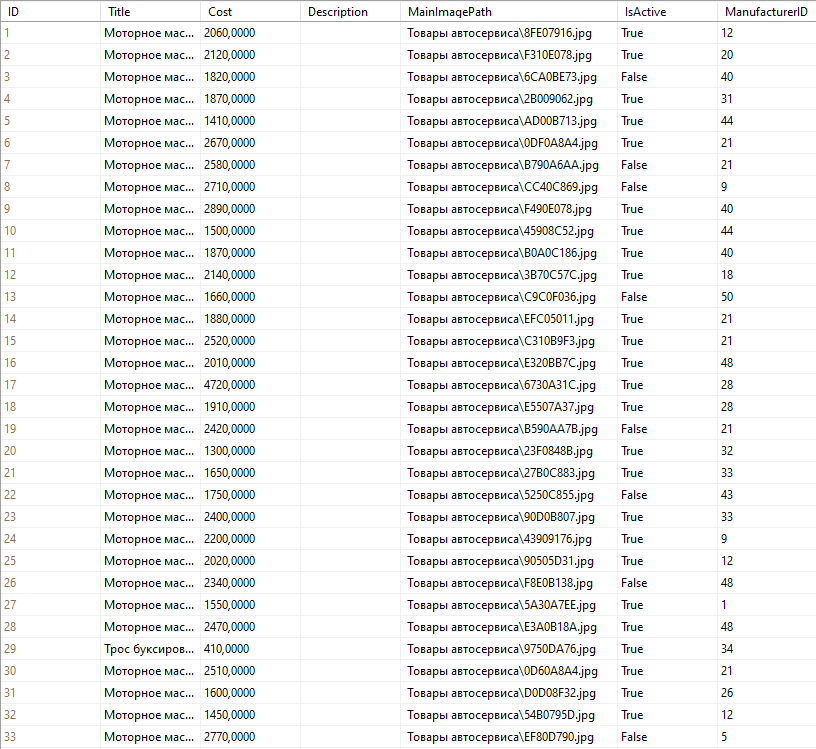 ID Title Cost Description MainImagePath IsActive ManufacturerID
1 Моторное мас... 2060,0000 Товары автосервиса\8FE07916.jpg True 12
2 Моторное мас... 2120,0000 Товары автосервиса\F310E078.jpg True 20
3 Моторное мас... 1820,0000 Товары автосервиса\6CA0BE73.jpg False 40
4 Моторное мас... 1870,0000 Товары автосервиса\2B009062.jpg True 31
5 Моторное мас... 1410,0000 Товары автосервиса\AD00B713.jpg True 44
6 Моторное мас... 2670,0000 Товары автосервиса\0DF0A8A4.jpg True 21
7 Моторное мас... 2580,0000 Товары автосервиса\B790A6AA.jpg False 21
8 Моторное мас... 2710,0000 Товары автосервиса\CC40C869.jpg False 9
9 Моторное мас... 2890,0000 Товары автосервиса\F490E078.jpg True 40
10 Моторное мас... 1500,0000 Товары автосервиса\45908C52.jpg True 44
11 Моторное мас... 1870,0000 Товары автосервиса\B0A0C186.jpg True 40
12 Моторное мас... 2140,0000 Товары автосервиса\3B70C57C.jpg True 18
13 Моторное мас... 1660,0000 Товары автосервиса\C9C0F036.jpg False 50
14 Моторное мас... 1880,0000 Товары автосервиса\EFC05011.jpg True 21
15 Моторное мас... 2520,0000 Товары автосервиса\C310B9F3.jpg True 21
16 Моторное мас... 2010,0000 Товары автосервиса\E320BB7C.jpg True 48
17 Моторное мас... 4720,0000 Товары автосервиса\6730A31C.jpg True 28
18 Моторное мас... 1910,0000 Товары автосервиса\E5507A37.jpg True 28
19 Моторное мас... 2420,0000 Товары автосервиса\B590AA7B.jpg False 21
20 Моторное мас... 1300,0000 Товары автосервиса\23F0848B.jpg True 32
21 Моторное мас... 1650,0000 Товары автосервиса\27B0C883.jpg True 33
22 Моторное мас... 1750,0000 Товары автосервиса\5250C855.jpg False 43
23 Моторное мас... 2400,0000 Товары автосервиса\90D0B807.jpg True 33
24 Моторное мас... 2200,0000 Товары автосервиса\43909176.jpg True 9
25 Моторное мас... 2020,0000 Товары автосервиса\90505D31.jpg True 12
26 Моторное мас... 2340,0000 Товары автосервиса\F8E0B138.jpg False 48
27 Моторное мас... 1550,0000 Товары автосервиса\5A30A7EE.jpg True 1
28 Моторное мас... 2470,0000 Товары автосервиса\E3A0B18A.jpg True 48
29 Трос буксиров... 410,0000 Товары автосервиса\9750DA76.jpg True 34
30 Моторное мас... 2510,0000 Товары автосервиса\0D60A8A4.jpg True 21
31 Моторное мас... 1600,0000 Товары автосервиса\D0D08F32.jpg True 26
32 Моторное мас... 1450,0000 Товары автосервиса\54B0795D.jpg True 12
33 Моторное мас... 2770,0000 Товары автосервиса\EF80D790.jpg False 5